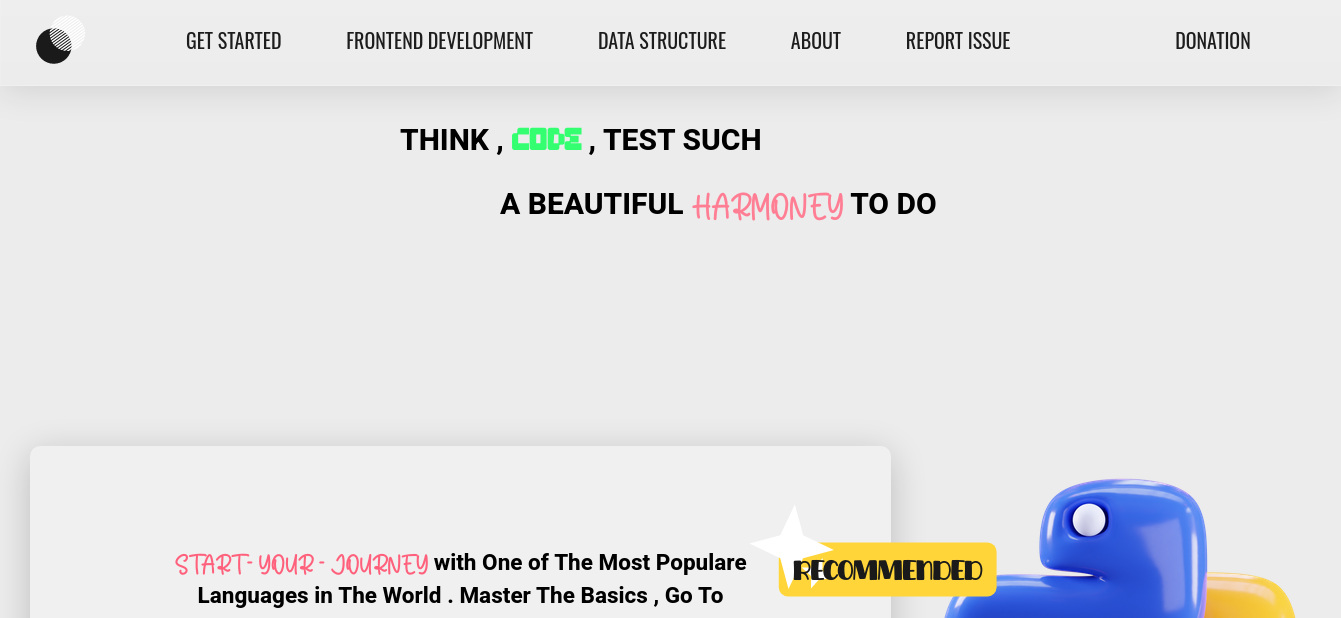 GET STARTED FRONTEND DEVELOPMENT DATA STRUCTURE ABOUT REPORT ISSUE DONATION
THINK , CODE , TEST SUCH
A BEAUTIFUL HARMONEY TO DO
START- YOUR - JOURNEY with One of The Most Populare
Languages in The World . Master The Basics , Go To
RECOMMENDED